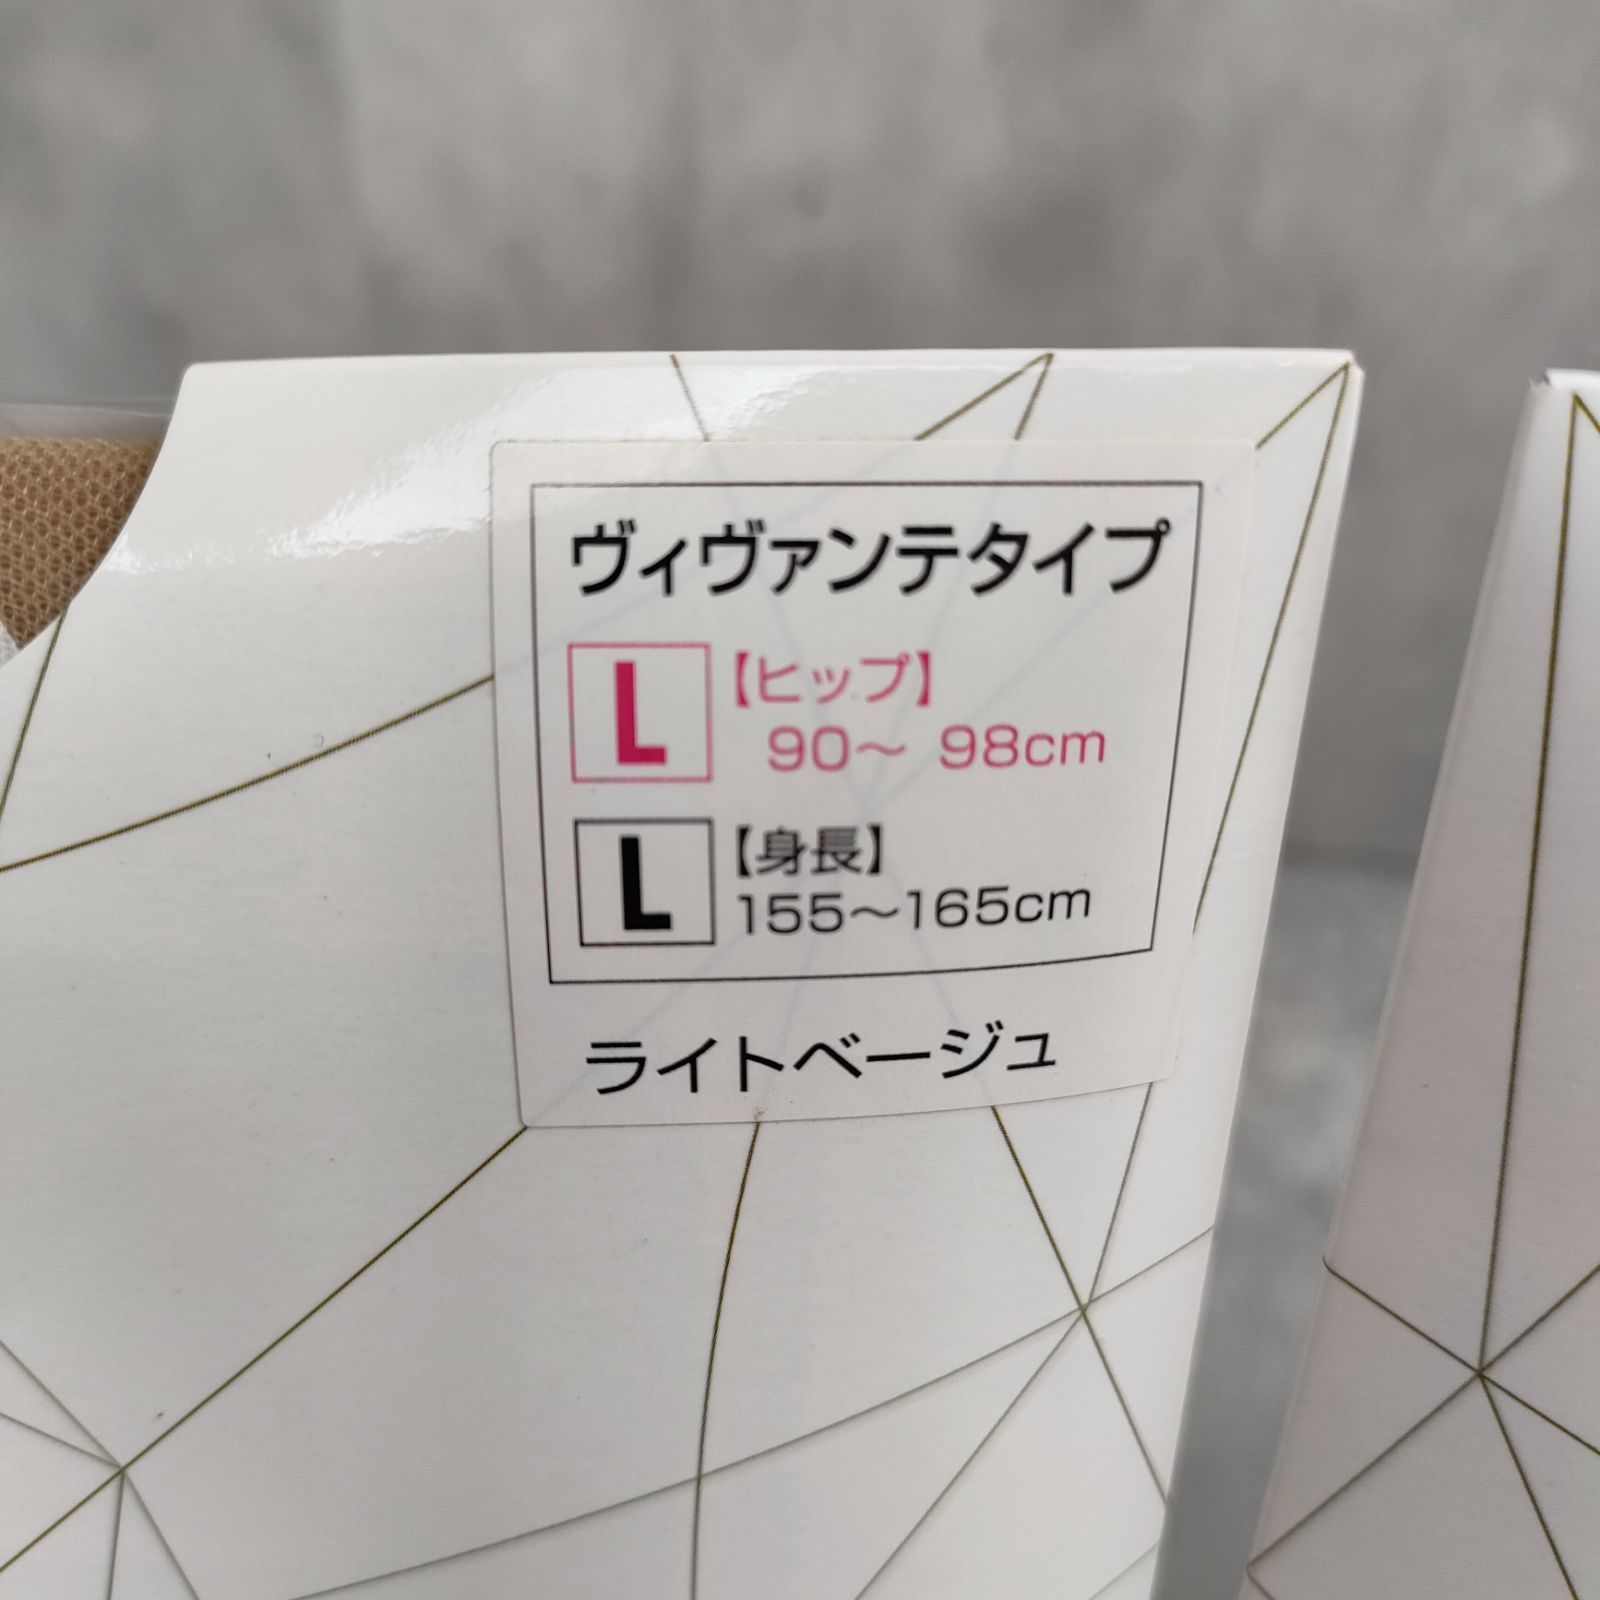 ヴィヴァンテタイプ
L 【ヒップ】
90～ 98cm
L 【身長】
155～165cm
ライトベージュ